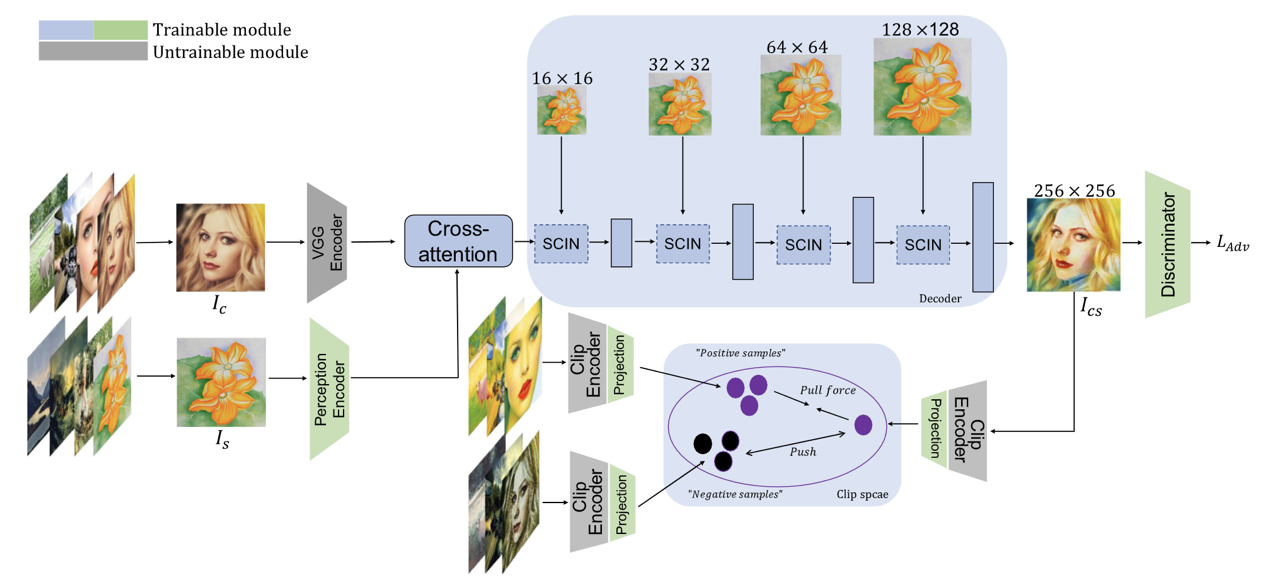 Trainable module
Untrainable module
16 × 16
32 × 32
64 × 64
128 ×128
VGG
Encoder
Cross-
attention
SCIN
SCIN
SCIN
SCIN
Decoder
256 × 256
Discriminator
L_Adv
I_c
I_cs
Perception
Encoder
I_s
Clip
Encoder
Projection
"Positive samples"
Pull force
Push
"Negative samples"
Clip spcae
Projection
Clip
Encoder
Clip
Encoder
Projection